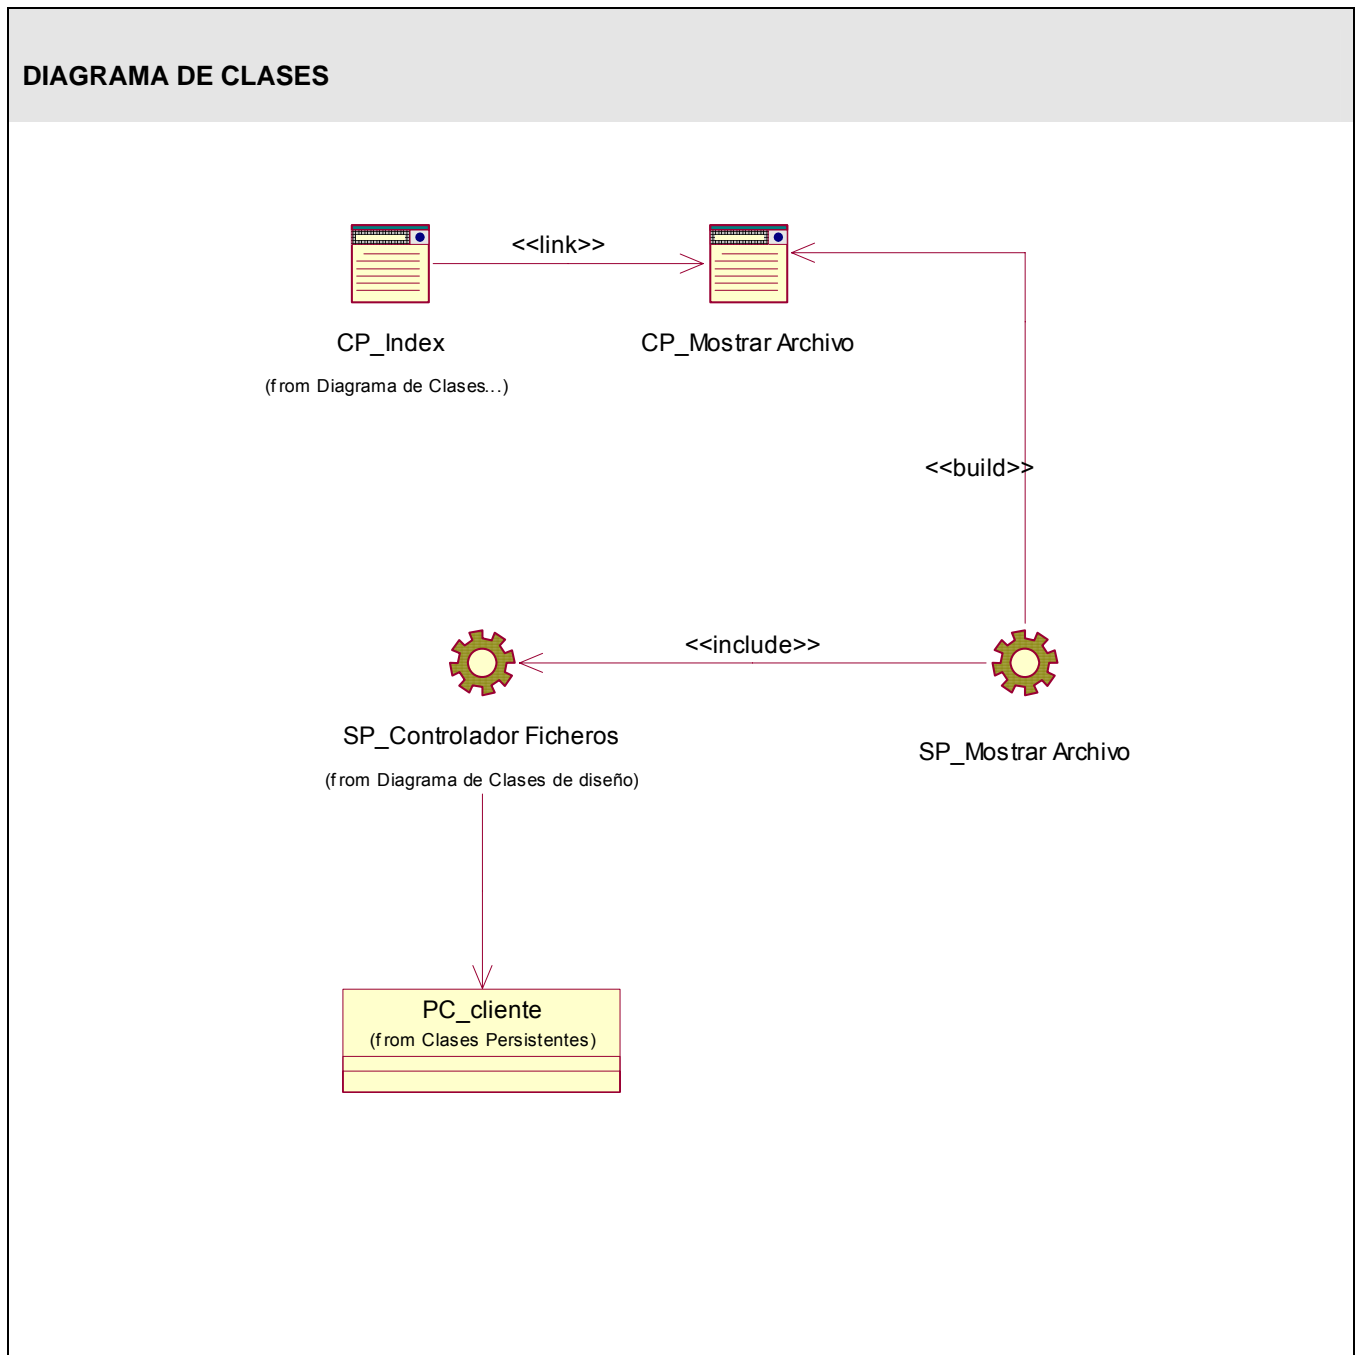 DIAGRAMA DE CLASES
<<link>>
CP_Index
(from Diagrama de Clases...)
CP_Mostrar Archivo
<<build>>
<<include>>
SP_Controlador Ficheros
(from Diagrama de Clases de diseño)
SP_Mostrar Archivo
PC_cliente
(from Clases Persistentes)